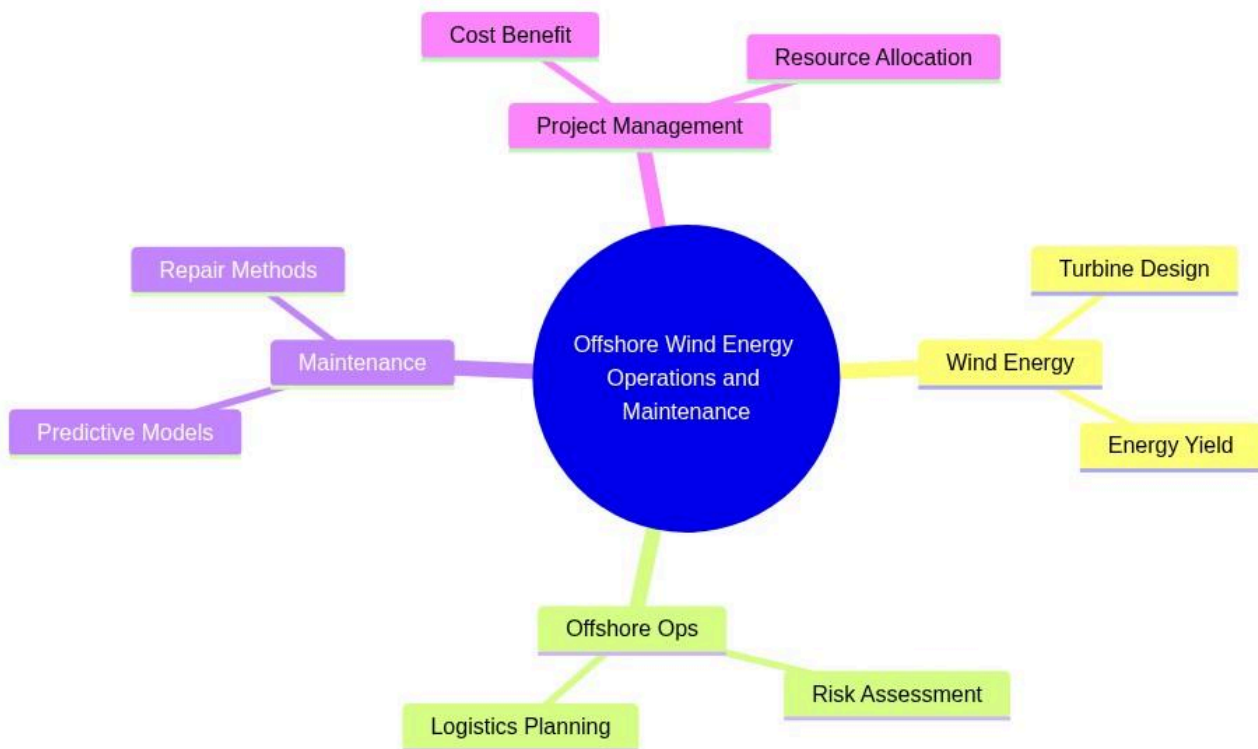 Cost Benefit
Resource Allocation
Project Management
Repair Methods
Turbine Design
Offshore Wind Energy
Operations and
Maintenance
Maintenance
Wind Energy
Predictive Models
Energy Yield
Offshore Ops
Risk Assessment
Logistics Planning